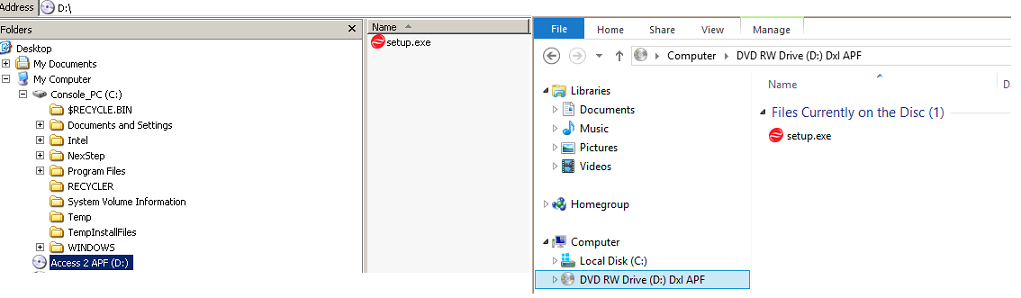 Address D:\
Folders
Desktop
My Documents
My Computer
Console_PC (C:)
$RECYCLE.BIN
Documents and Settings
Intel
NexStep
Program Files
RECYCLER
System Volume Information
Temp
TempInstallFiles
WINDOWS
Access 2 APF (D:)
Name
setup.exe
File Home Share View Manage
Computer DVD RW Drive (D:) Dxl APF
Libraries
Documents
Music
Pictures
Videos
Homegroup
Computer
Local Disk (C:)
DVD RW Drive (D:) Dxl APF
Name
Files Currently on the Disc (1)
setup.exe